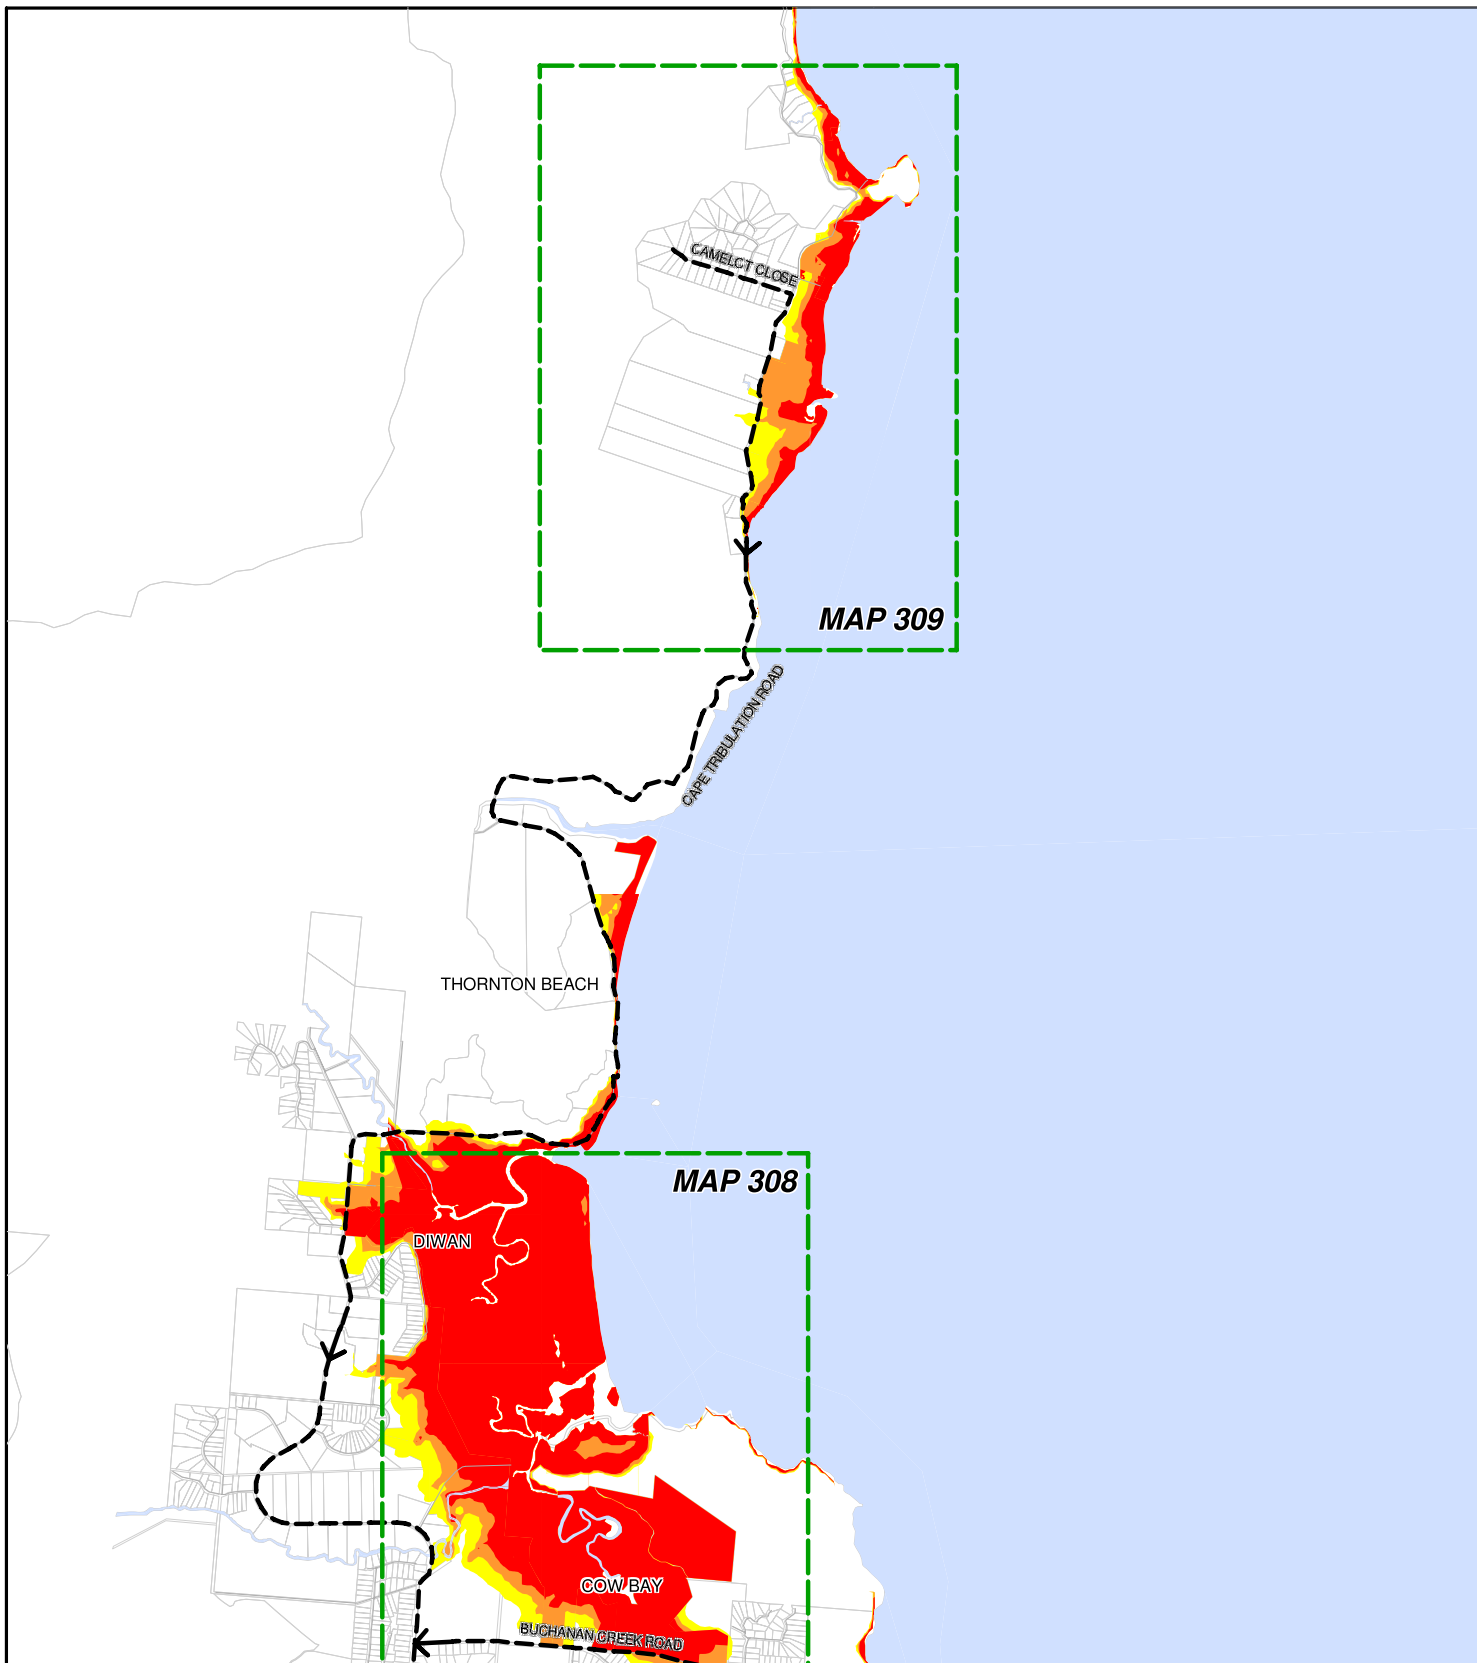 CAMELOT CLOSE
MAP 309
CAPE TRIBULATION ROAD
THORNTON BEACH
MAP 308
DIWAN
COW BAY
BUCHANAN CREEK ROAD